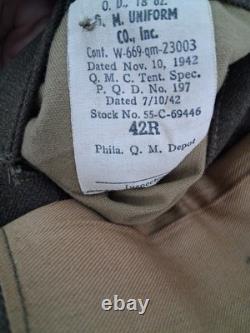 O. D., 18 oz.
M. UNIFORM
CO., Inc.
Cont. W-669-qm-23003
Dated Nov. 10, 1942
Q. M. C. Tent. Spec.
P. Q. D. No. 197
Dated 7/10/42
Stock No. 55-C-69446
42R
Phila. Q. M. Depot